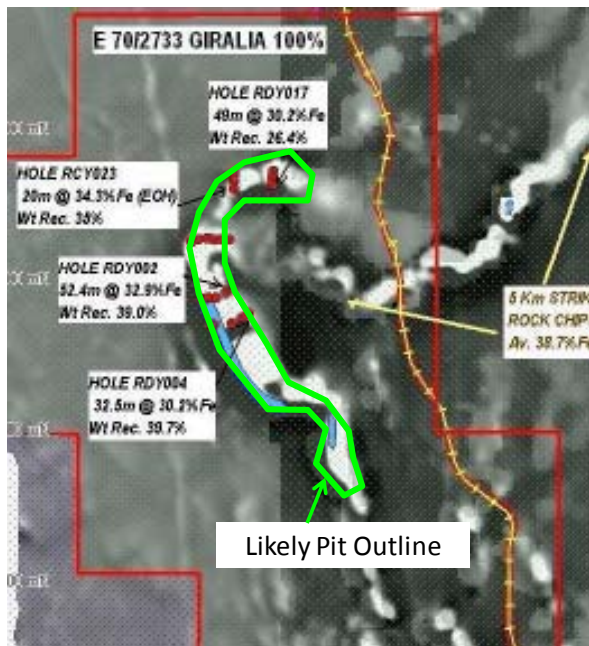 E 70/2733 GIRALIA 100%
HOLE RDY017
49m @ 30.2%Fe
Wt Rec. 26.4%
HOLE RCY023
20m @ 34.3%Fe (EOH)
Wt Rec. 38%
HOLE RDY002
52.4m @ 32.9%Fe
Wt Rec. 39.0%
5 Km STRIK
ROCK CHIP
Av. 38.7%Fe
HOLE RDY004
32.5m @ 30.2%Fe
Wt Rec. 39.7%
Likely Pit Outline